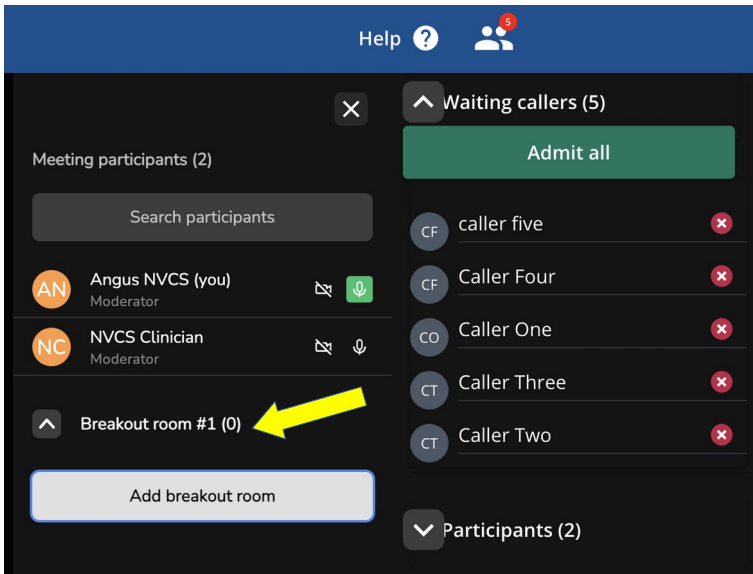 Help ?
5
Meeting participants (2)
Search participants
AN
Angus NVCS (you)
Moderator
NC
NVCS Clinician
Moderator
Breakout room #1 (0)
Add breakout room
Waiting callers (5)
Admit all
CF
caller five
CF
Caller Four
CO
Caller One
CT
Caller Three
CT
Caller Two
Participants (2)